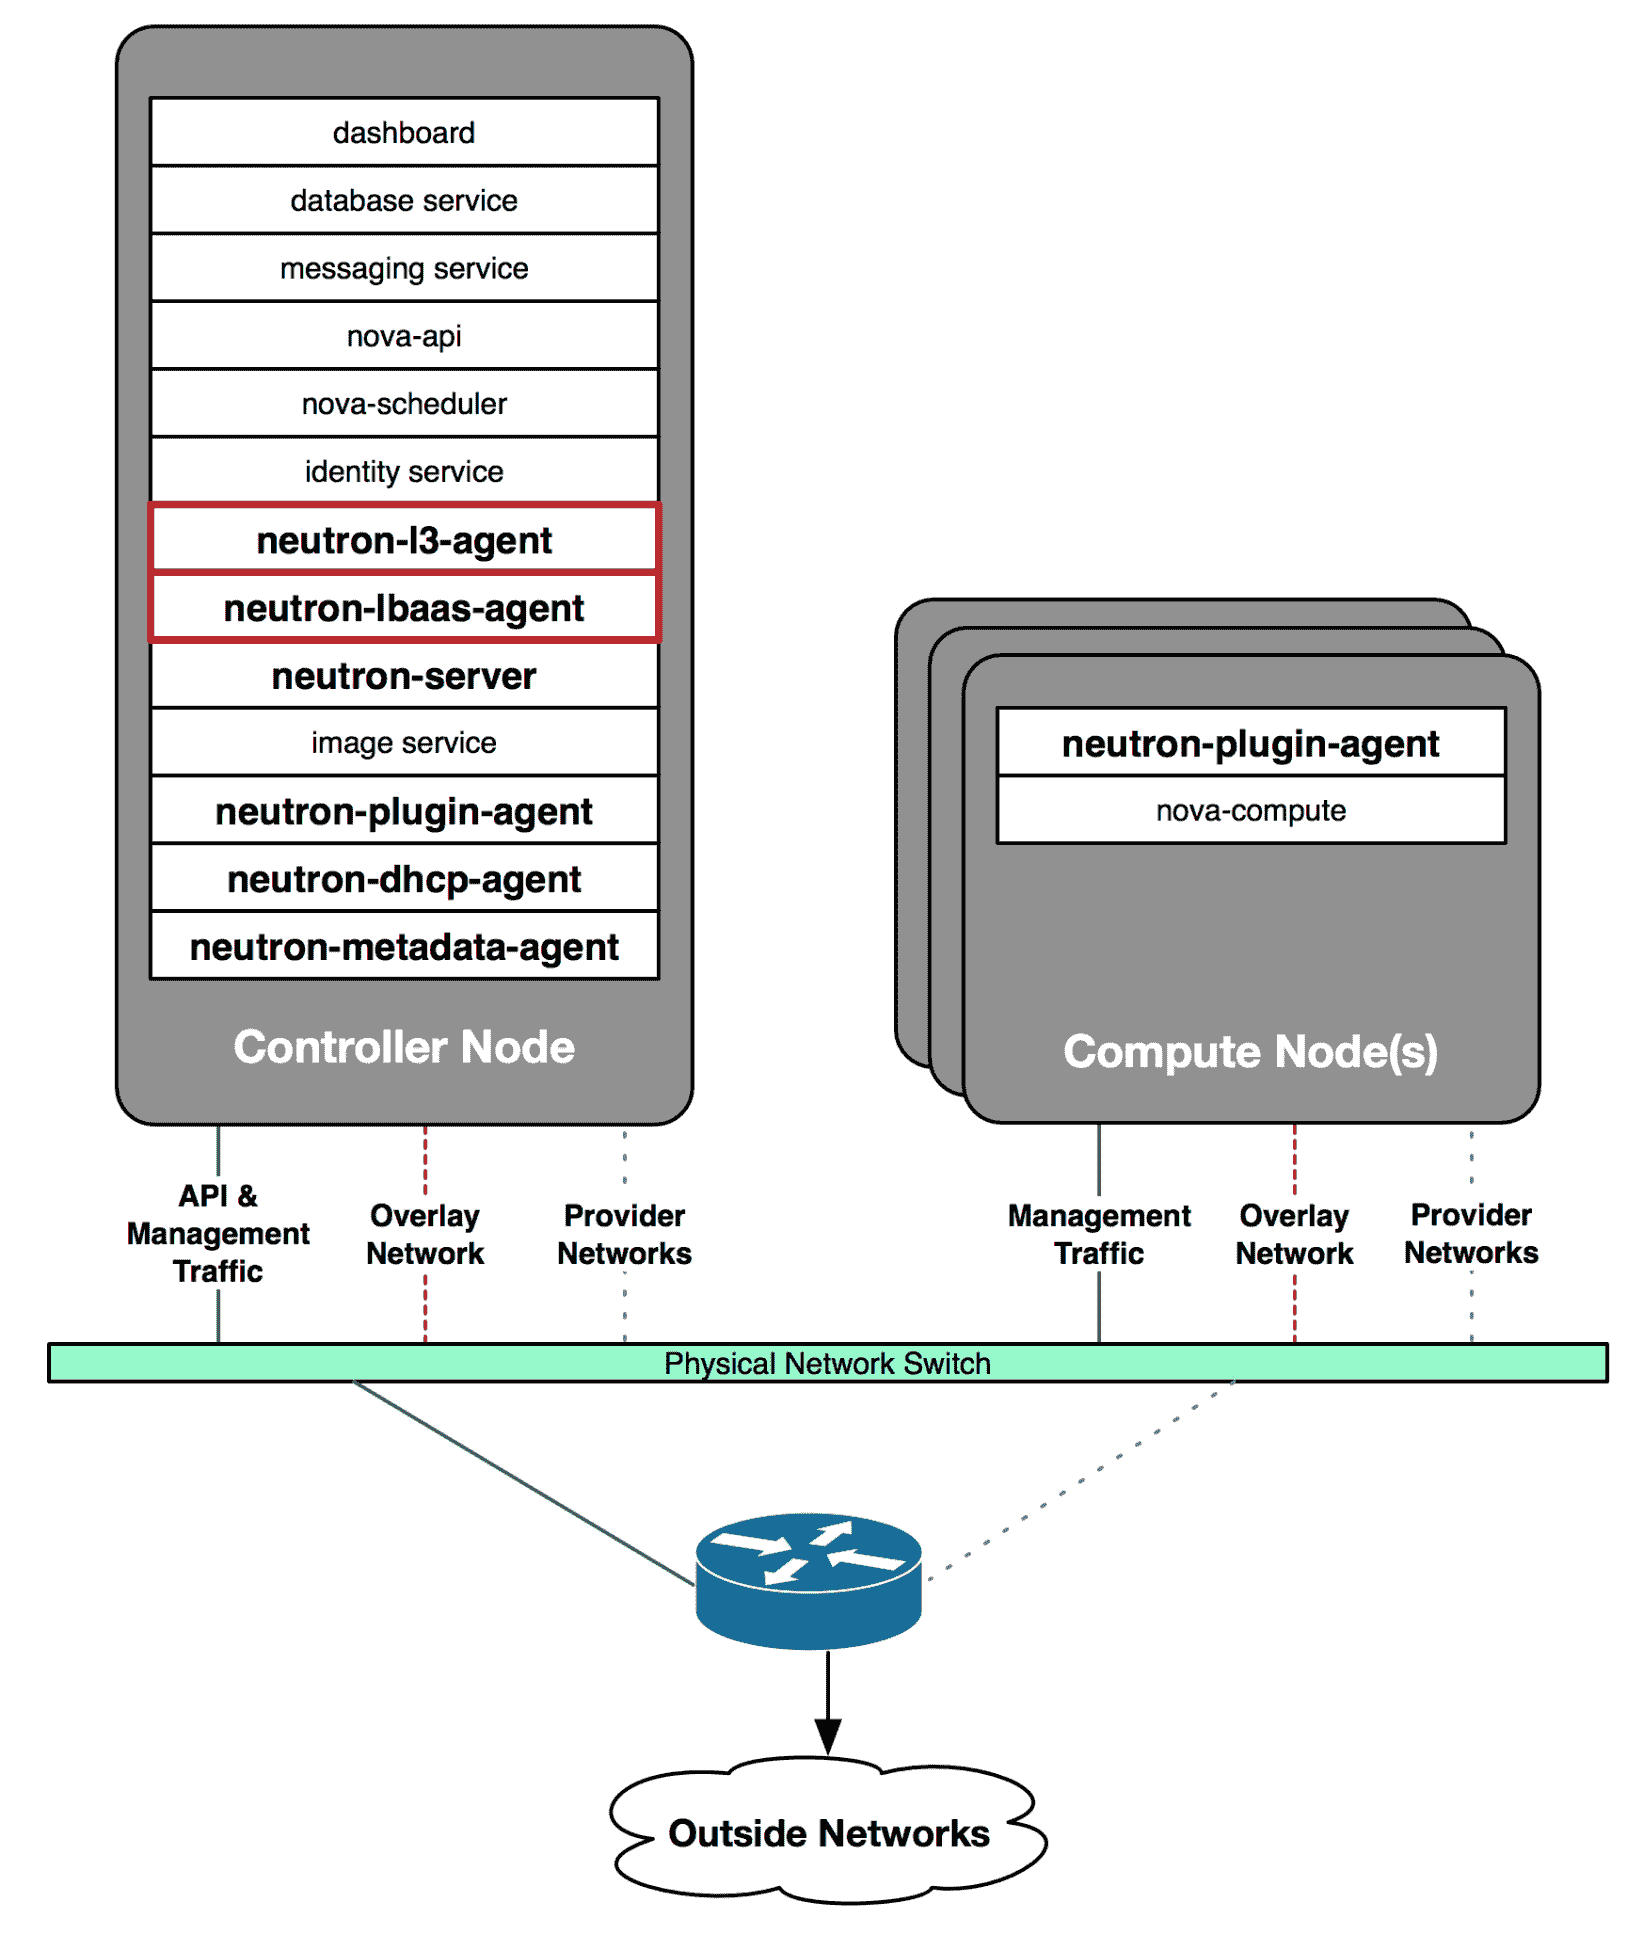 dashboard
database service
messaging service
nova-api
nova-scheduler
identity service
neutron-l3-agent
neutron-lbaas-agent
neutron-server
image service
neutron-plugin-agent
neutron-dhcp-agent
neutron-metadata-agent
Controller Node
neutron-plugin-agent
nova-compute
Compute Node(s)
API &
Management
Traffic
Overlay
Network
Provider
Networks
Management
Traffic
Overlay
Network
Provider
Networks
Physical Network Switch
Outside Networks